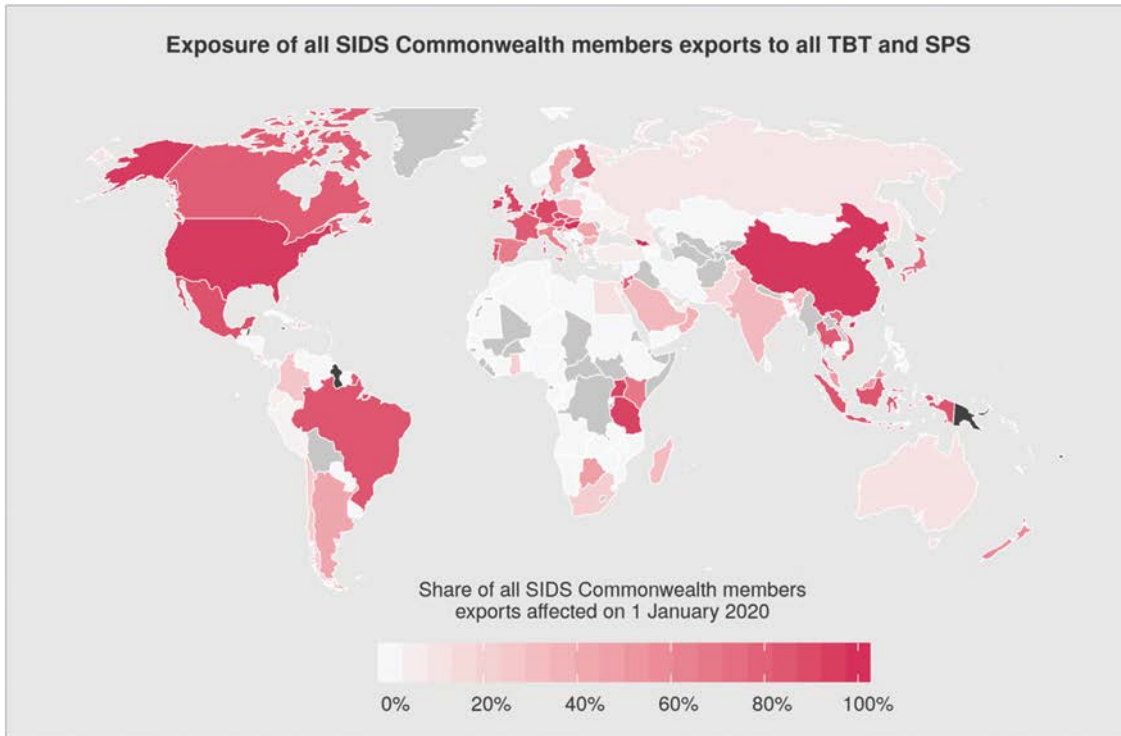 Exposure of all SIDS Commonwealth members exports to all TBT and SPS
Share of all SIDS Commonwealth members
exports affected on 1 January 2020
0% 20% 40% 60% 80% 100%